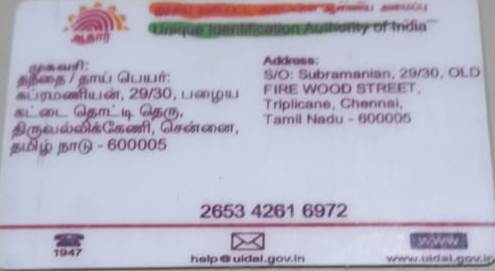 ஆதார்
Unique Identification Authority of India
முகவரி:
தந்தை / தாய் பெயர்:
சுப்ரமணியன், 29/30, பழைய
கட்டை தொட்டி தெரு,
திருவல்லிக்கேணி, சென்னை,
தமிழ் நாடு - 600005
Address:
S/O: Subramanian, 29/30, OLD
FIRE WOOD STREET,
Triplicane, Chennai,
Tamil Nadu - 600005
2653 4261 6972
1947
help@uidai.gov.in
www.uidai.gov.in